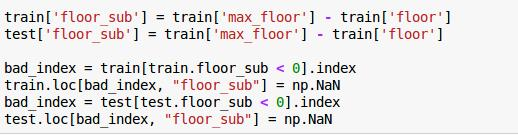 train['floor_sub'] = train['max_floor'] - train['floor']
test['floor_sub'] = train['max_floor'] - train['floor']
bad_index = train[train.floor_sub < 0].index
train.loc[bad_index, "floor_sub"] = np.NaN
bad_index = test[test.floor_sub < 0].index
test.loc[bad_index, "floor_sub"] = np.NaN